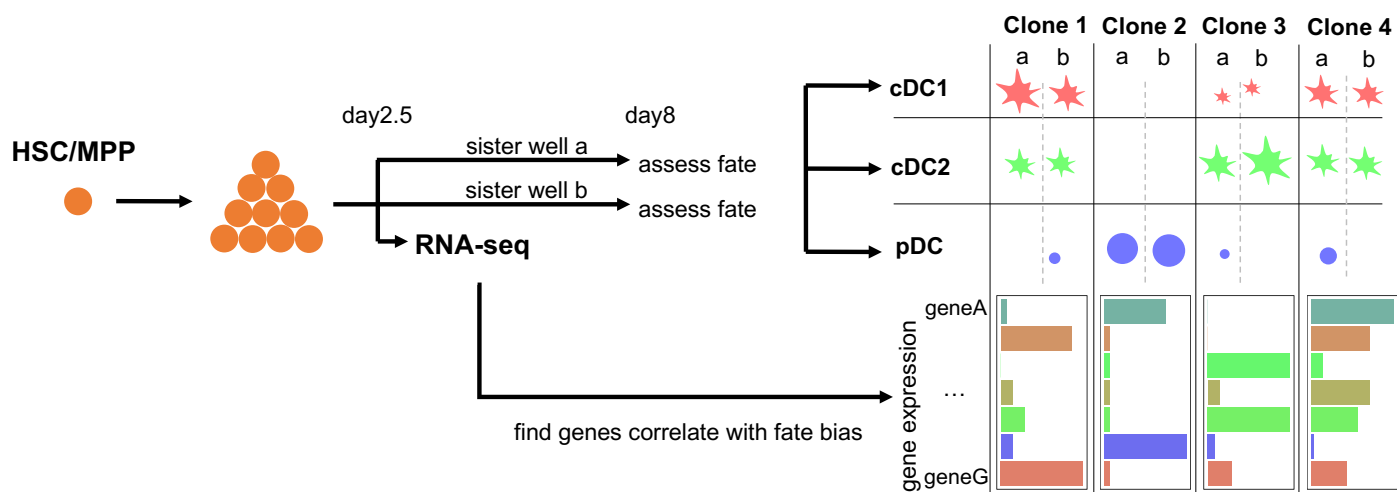 Clone 1 Clone 2 Clone 3 Clone 4
a b a b a b a b
cDC1
day2.5 day8
HSC/MPP
sister well a
assess fate
cDC2
sister well b
assess fate
RNA-seq
pDC
geneA
gene expression
...
find genes correlate with fate bias
geneG